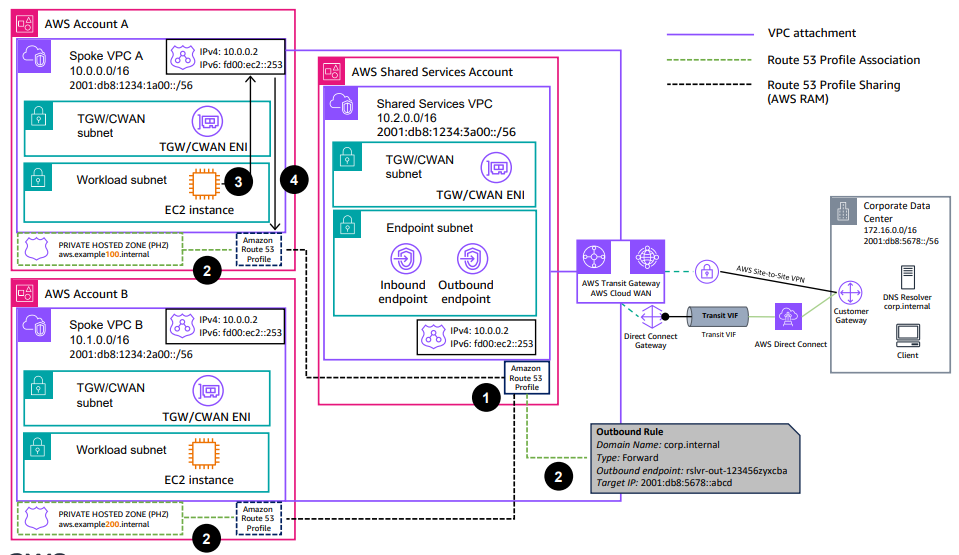 AWS Account A
Spoke VPC A
10.0.0.0/16
2001:db8:1234:1a00::/56
IPv4: 10.0.0.2
IPv6: fd00:ec2::253
TGW/CWAN
subnet
TGW/CWAN ENI
Workload subnet
EC2 instance
3
4
PRIVATE HOSTED ZONE (PHZ)
aws.example100.internal
2
Amazon
Route 53
Profile
AWS Account B
Spoke VPC B
10.1.0.0/16
2001:db8:1234:2a00::/56
IPv4: 10.0.0.2
IPv6: fd00:ec2::253
TGW/CWAN
subnet
TGW/CWAN ENI
Workload subnet
EC2 instance
PRIVATE HOSTED ZONE (PHZ)
aws.example200.internal
2
Amazon
Route 53
Profile
AWS Shared Services Account
Shared Services VPC
10.2.0.0/16
2001:db8:1234:3a00::/56
TGW/CWAN
subnet
TGW/CWAN ENI
Endpoint subnet
Inbound
endpoint
Outbound
endpoint
IPv4: 10.0.0.2
IPv6: fd00:ec2::253
Amazon
Route 53
Profile
1
2
Outbound Rule
Domain Name: corp.internal
Type: Forward
Outbound endpoint: rslvr-out-123456zyxcba
Target IP: 2001:db8:5678::abcd
VPC attachment
Route 53 Profile Association
Route 53 Profile Sharing
(AWS RAM)
AWS Transit Gateway
AWS Cloud WAN
AWS Site-to-Site VPN
Direct Connect
Gateway
Transit VIF
Transit VIF
AWS Direct Connect
Customer
Gateway
Corporate Data
Center
172.16.0.0/16
2001:db8:5678::/56
DNS Resolver
corp.internal
Client